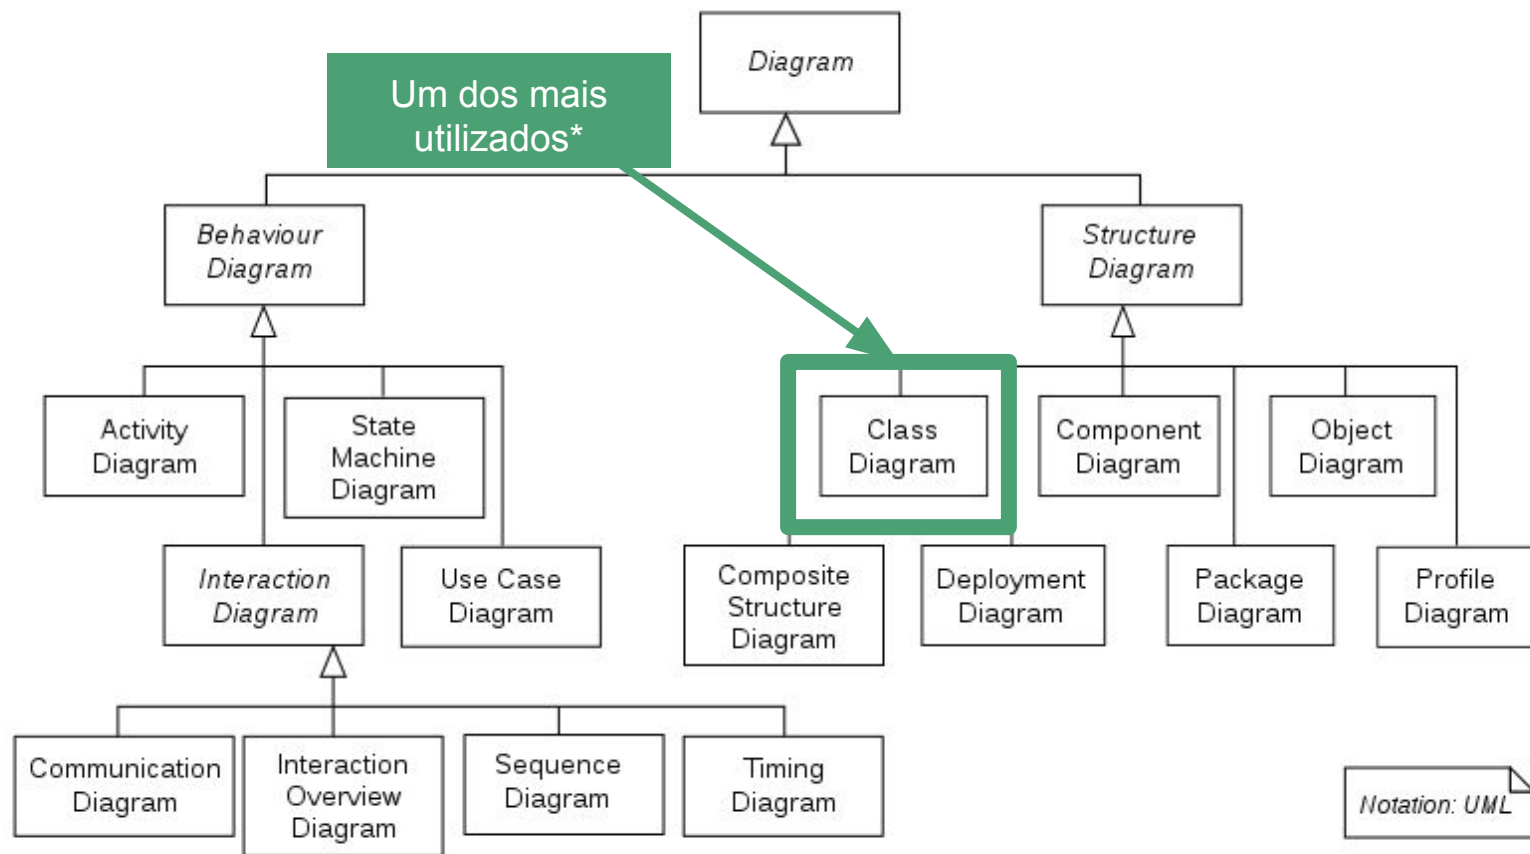 Diagram
Um dos mais
utilizados*
Behaviour
Diagram
Structure
Diagram
Activity
Diagram
State
Machine
Diagram
Class
Diagram
Component
Diagram
Object
Diagram
Interaction
Diagram
Use Case
Diagram
Composite
Structure
Diagram
Deployment
Diagram
Package
Diagram
Profile
Diagram
Communication
Diagram
Interaction
Overview
Diagram
Sequence
Diagram
Timing
Diagram
Notation: UML